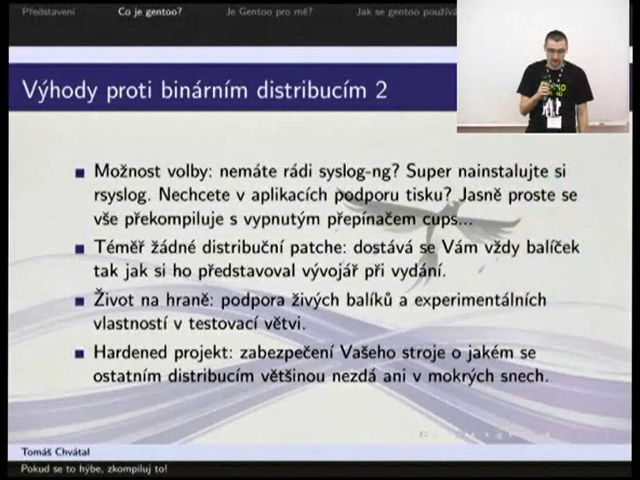 Představení Co je gentoo? Je Gentoo pro mě? Jak se gentoo použív
Výhody proti binárním distribucím 2
Možnost volby: nemáte rádi syslog-ng? Super nainstalujte si
rsyslog. Nechcete v aplikacích podporu tisku? Jasně proste se
vše překompiluje s vypnutým přepínačem cups...
Téměř žádné distribuční patche: dostává se Vám vždy balíček
tak jak si ho představoval vývojář při vydání.
Život na hraně: podpora živých balíků a experimentálních
vlastností v testovací větvi.
Hardened projekt: zabezpečení Vašeho stroje o jakém se
ostatním distribucím většinou nezdá ani v mokrých snech.
Tomáš Chvátal
Pokud se to hýbe, zkompiluj to!